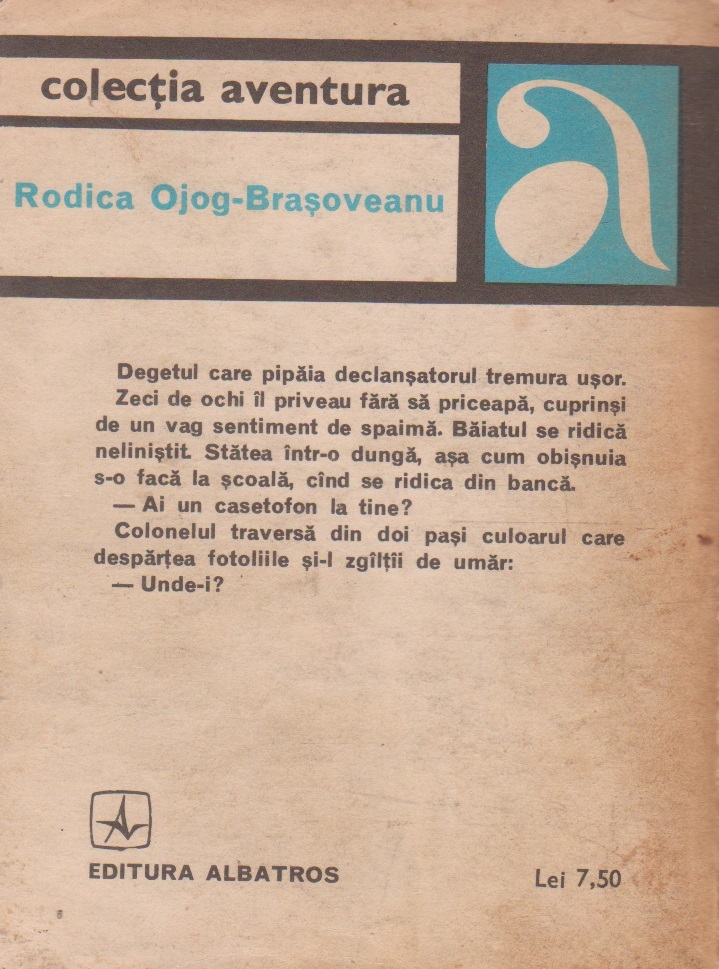 colecția aventura
Rodica Ojog-Brașoveanu
a
Degetul care pipăia declanșatorul tremura ușor.
Zeci de ochi îl priveau fără să priceapă, cuprinși
de un vag sentiment de spaimă. Băiatul se ridică
neliniștit. Stătea într-o dungă, așa cum obișnuia
s-o facă la școală, cînd se ridica din bancă.
— Ai un casetofon la tine?
Colonelul traversă din doi pași culoarul care
despărțea fotoliile și-l zgîlțîi de umăr:
— Unde-i?
EDITURA ALBATROS
Lei 7,50